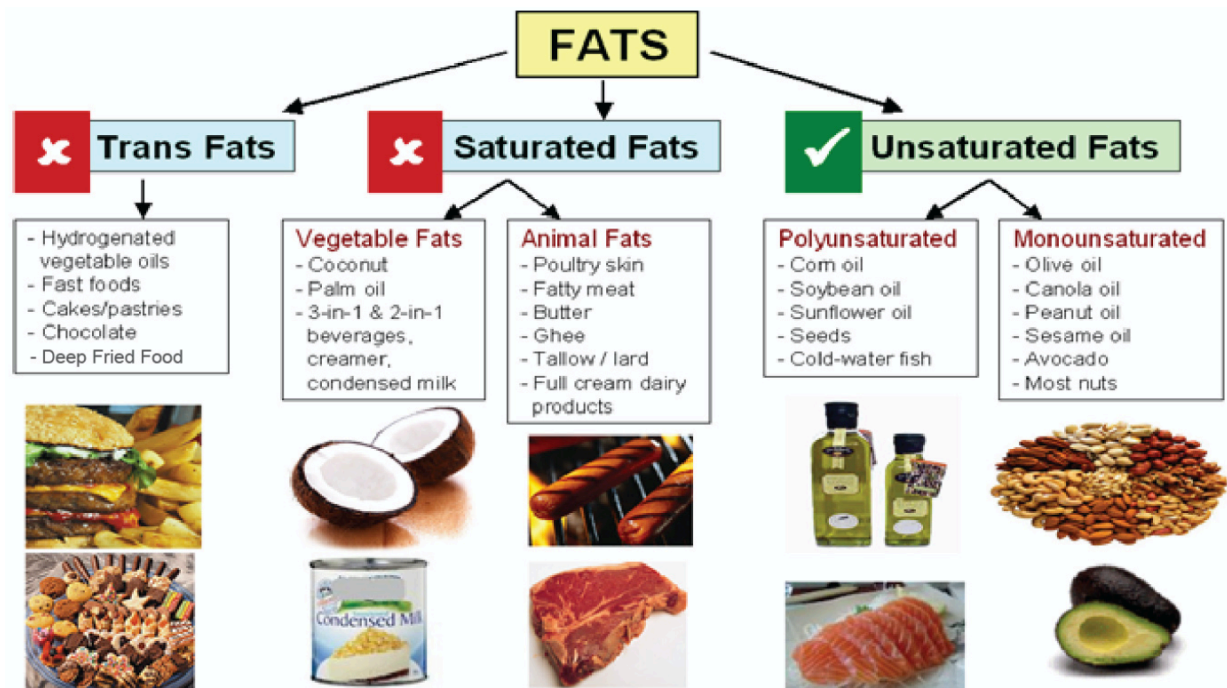 FATS
Trans Fats
- Hydrogenated
vegetable oils
- Fast foods
- Cakes/pastries
- Chocolate
- Deep Fried Food
Saturated Fats
Vegetable Fats
- Coconut
- Palm oil
- 3-in-1 & 2-in-1
beverages,
creamer,
condensed milk
Animal Fats
- Poultry skin
- Fatty meat
- Butter
- Ghee
- Tallow / lard
- Full cream dairy
products
Unsaturated Fats
Polyunsaturated
- Corn oil
- Soybean oil
- Sunflower oil
- Seeds
- Cold-water fish
Monounsaturated
- Olive oil
- Canola oil
- Peanut oil
- Sesame oil
- Avocado
- Most nuts
Condensed Milk